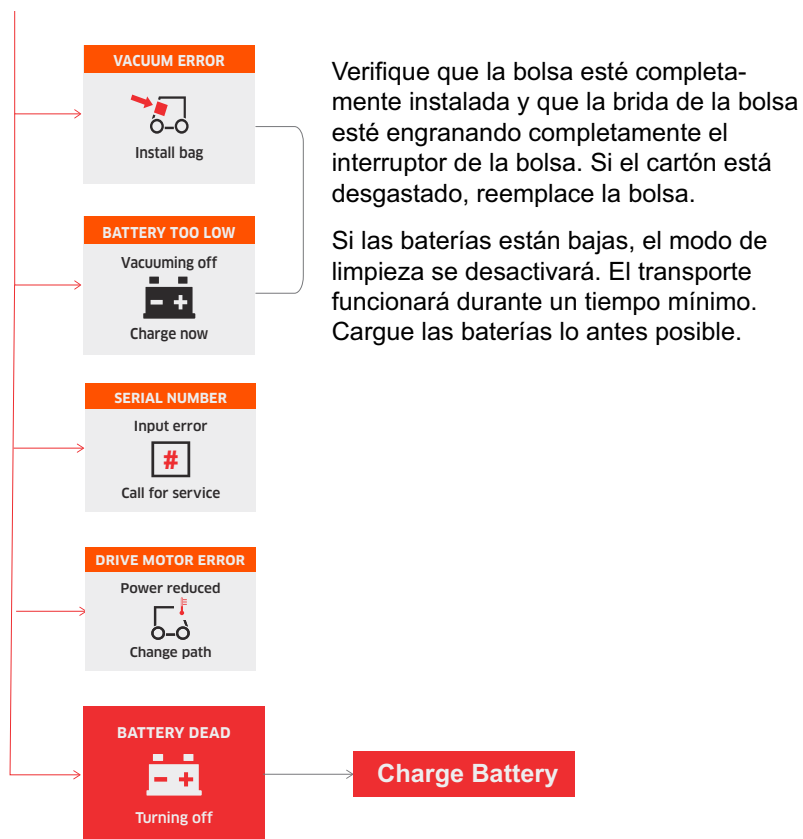 VACUUM ERROR
Install bag
Verifique que la bolsa esté completa-
mente instalada y que la brida de la bolsa
esté engranando completamente el
interruptor de la bolsa. Si el cartón está
desgastado, reemplace la bolsa.
BATTERY TOO LOW
Vacuuming off
- +
Charge now
Si las baterías están bajas, el modo de
limpieza se desactivará. El transporte
funcionará durante un tiempo mínimo.
Cargue las baterías lo antes posible.
SERIAL NUMBER
Input error
#
Call for service
DRIVE MOTOR ERROR
Power reduced
Change path
BATTERY DEAD
- +
Turning off
Charge Battery